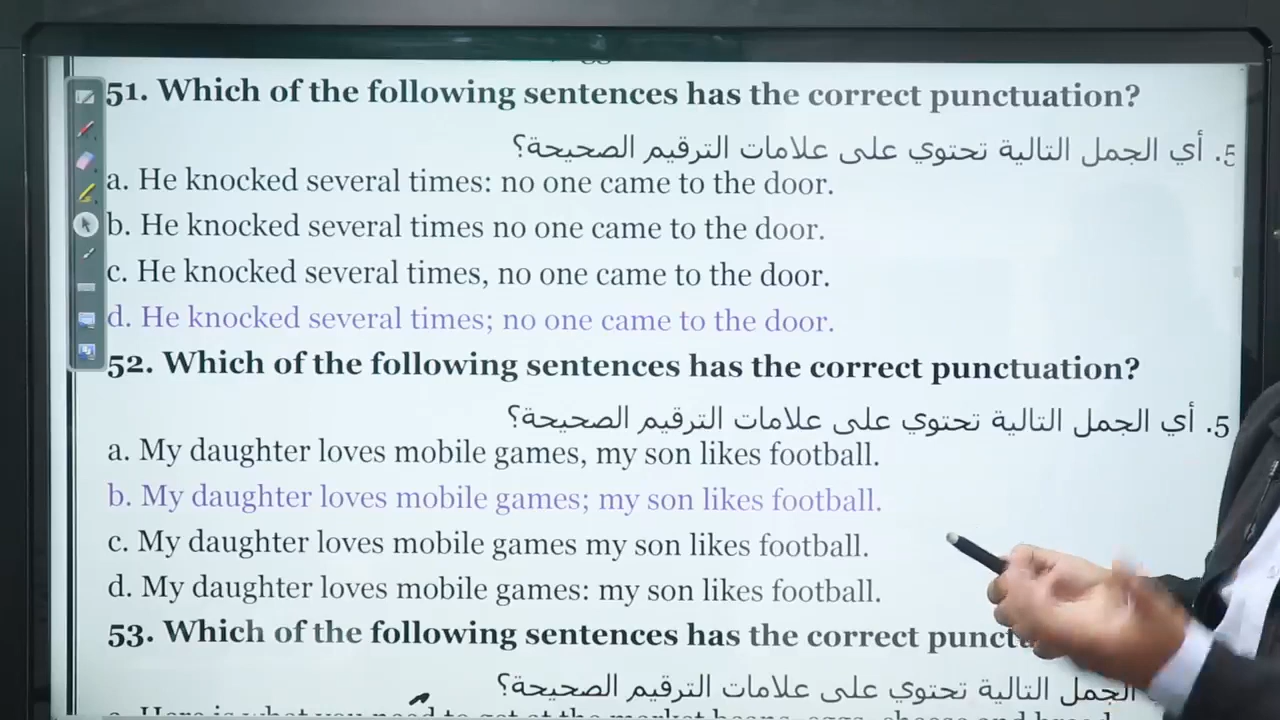 51. Which of the following sentences has the correct punctuation?
5. أي الجمل التالية تحتوي على علامات الترقيم الصحيحة؟
a. He knocked several times: no one came to the door.
b. He knocked several times no one came to the door.
c. He knocked several times, no one came to the door.
d. He knocked several times; no one came to the door.
52. Which of the following sentences has the correct punctuation?
5. أي الجمل التالية تحتوي على علامات الترقيم الصحيحة؟
a. My daughter loves mobile games, my son likes football.
b. My daughter loves mobile games; my son likes football.
c. My daughter loves mobile games my son likes football.
d. My daughter loves mobile games: my son likes football.
53. Which of the following sentences has the correct
الجمل التالية تحتوي على علامات الترقيم الصحيحة؟